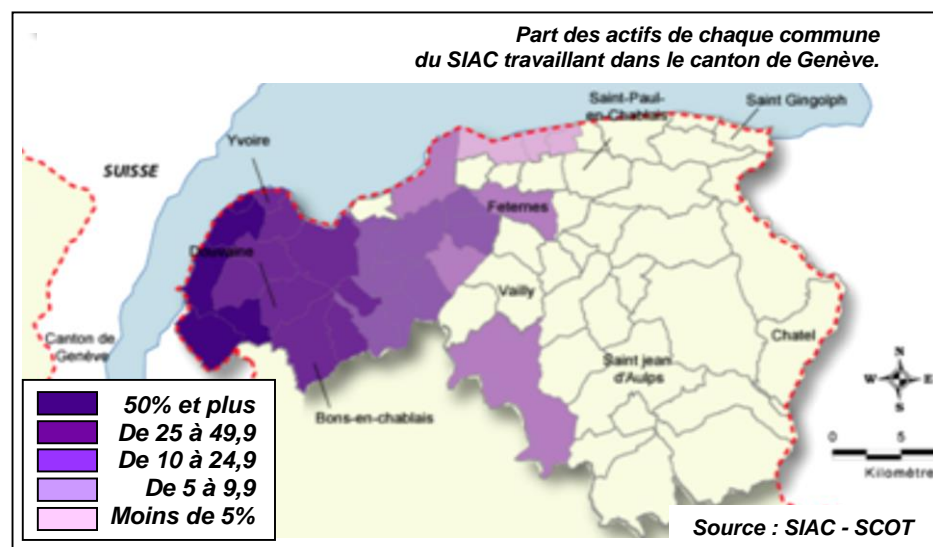 Part des actifs de chaque commune
du SIAC travaillant dans le canton de Genève.
Saint-Paul-
en-Chablais
Saint Gingolph
Yvoire
SUISSE
Feternes
Douvaine
Vailly
Canton de
Genève
Chatel
Saint jean
d'Aulps
N
W E
S
Bons-en-chablais
0 5
Kilomètre
50% et plus
De 25 à 49,9
De 10 à 24,9
De 5 à 9,9
Moins de 5%
Source : SIAC - SCOT